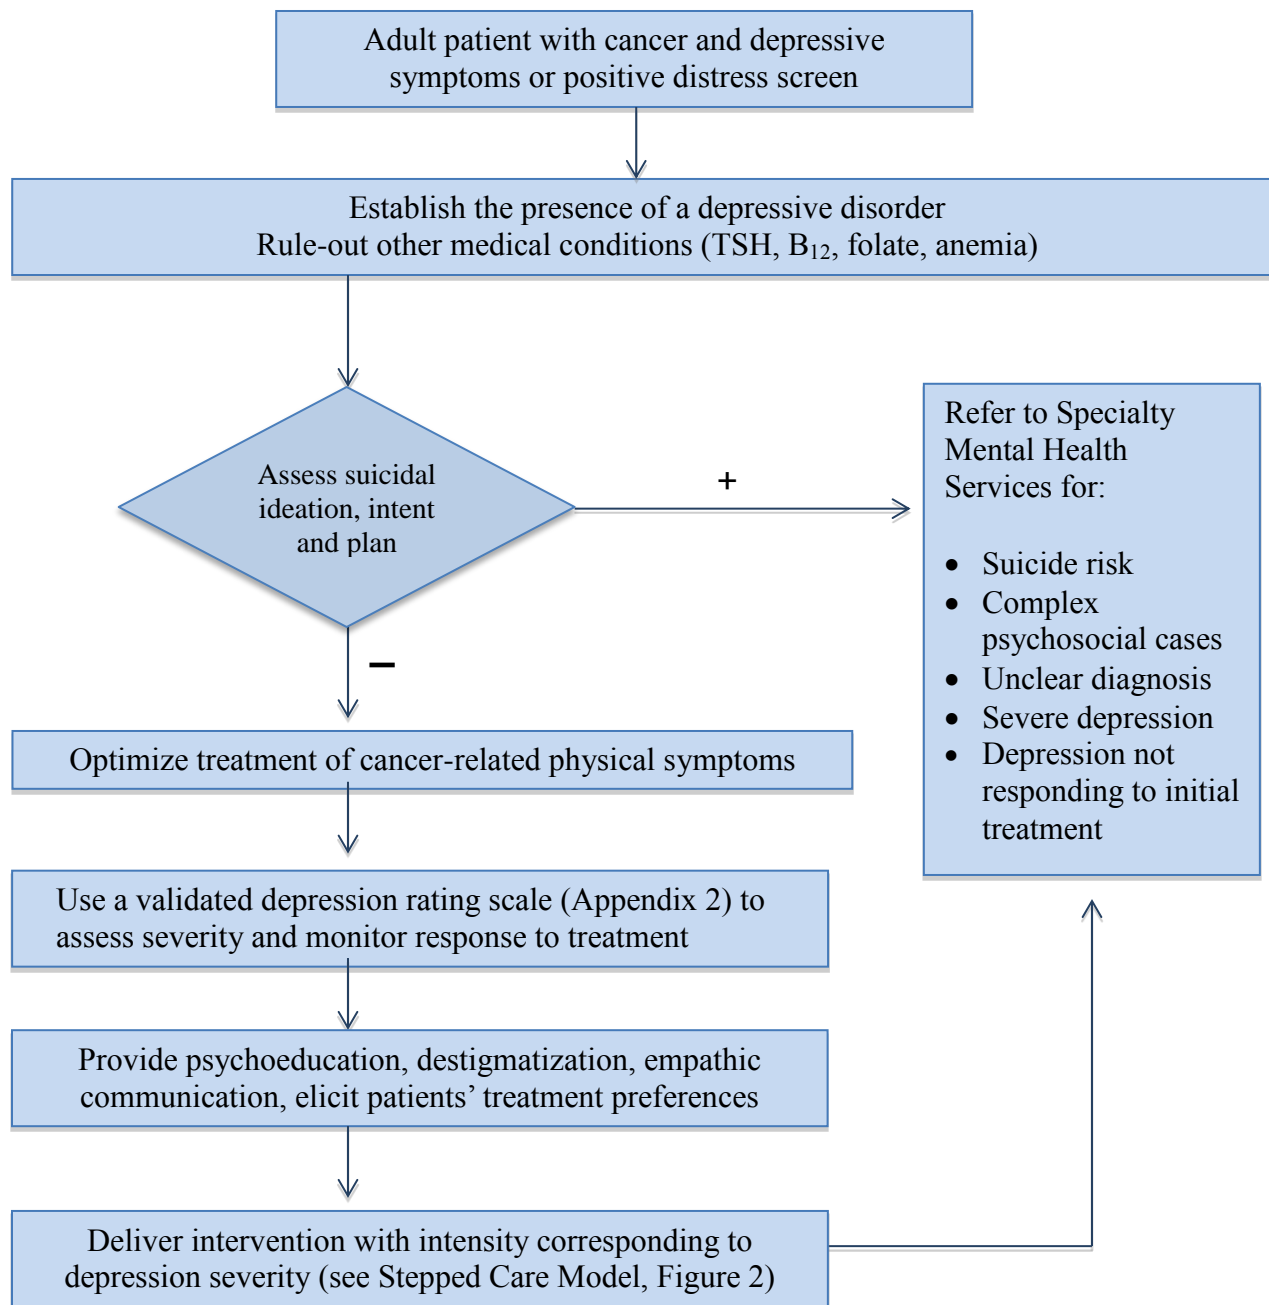 Adult patient with cancer and depressive
symptoms or positive distress screen
Establish the presence of a depressive disorder
Rule-out other medical conditions (TSH, B₁₂, folate, anemia)
Assess suicidal
ideation, intent
and plan
+
Refer to Specialty
Mental Health
Services for:
• Suicide risk
• Complex
psychosocial cases
• Unclear diagnosis
• Severe depression
• Depression not
responding to initial
treatment
–
Optimize treatment of cancer-related physical symptoms
Use a validated depression rating scale (Appendix 2) to
assess severity and monitor response to treatment
Provide psychoeducation, destigmatization, empathic
communication, elicit patients’ treatment preferences
Deliver intervention with intensity corresponding to
depression severity (see Stepped Care Model, Figure 2)